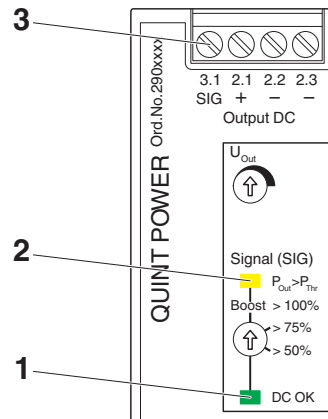 3
3.1 2.1 2.2 2.3
SIG + − −
Output DC
QUINT POWER Ord.No.290xxxx
U Out
2
Signal (SIG)
P Out > P Thr
Boost > 100%
> 75%
> 50%
1
DC OK